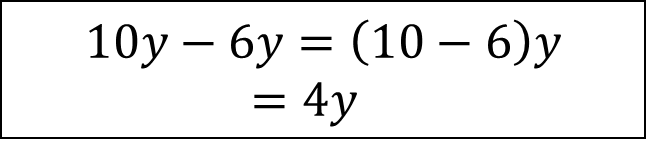 10y − 6y = (10 − 6)y
= 4y